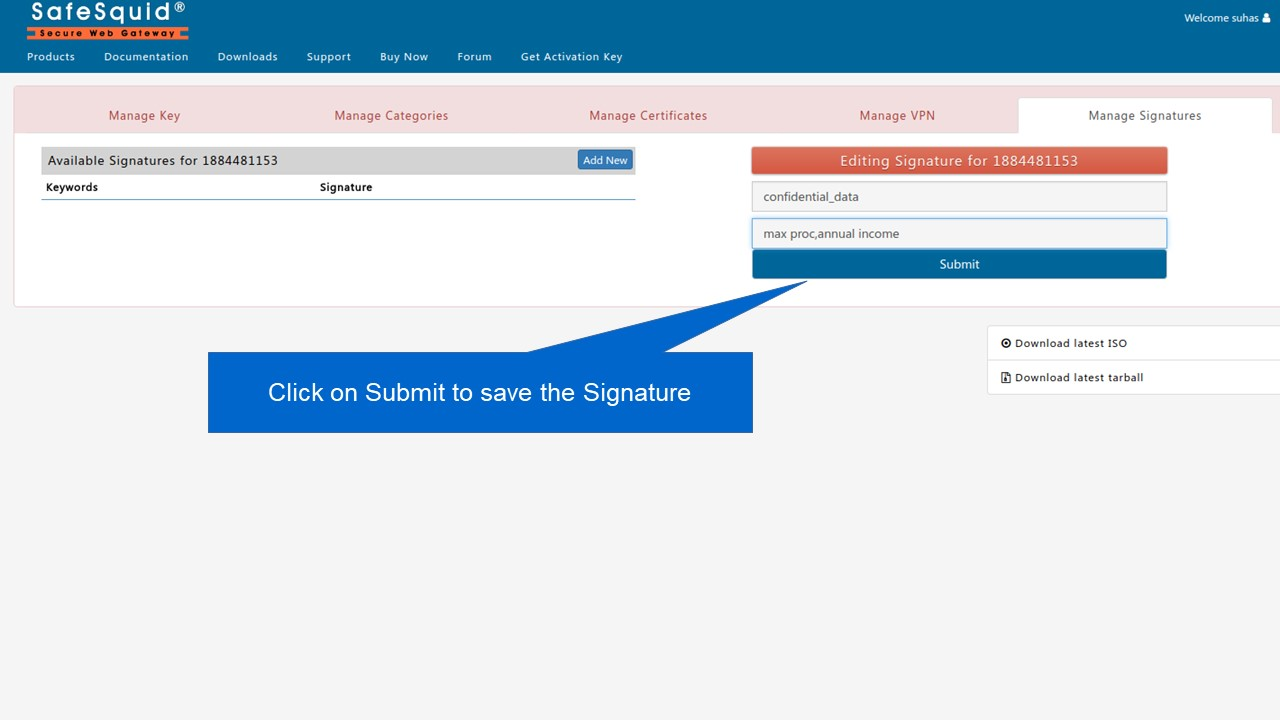 SafeSquid®
Secure Web Gateway
Welcome suhas
Products Documentation Downloads Support Buy Now Forum Get Activation Key
Manage Key Manage Categories Manage Certificates Manage VPN Manage Signatures
Available Signatures for 1884481153 Add New
Keywords Signature
Editing Signature for 1884481153
confidential_data
max proc,annual income
Submit
Download latest ISO
Download latest tarball
Click on Submit to save the Signature